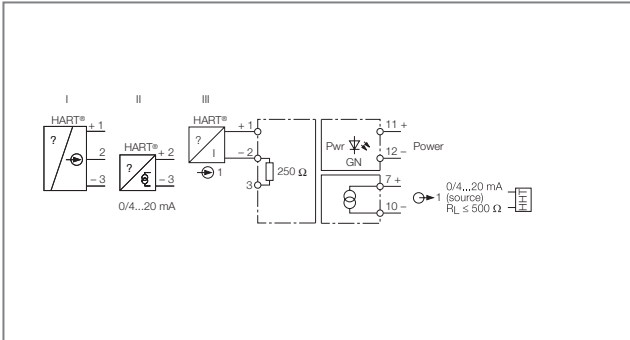 I
II
III
HART®
?
+ 1
2
– 3
HART®
?
+ 2
– 3
0/4...20 mA
HART®
?
I
1
+ 1
– 2
3
250 Ω
Pwr
GN
11 +
12 –
Power
7 +
10 –
1
0/4...20 mA
(source)
RL ≤ 500 Ω
HHT